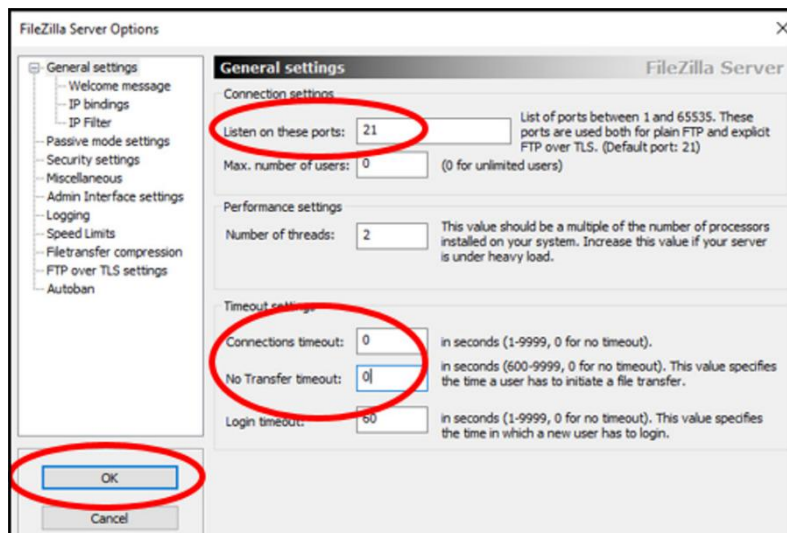 FileZilla Server Options
General settings
Welcome message
IP bindings
IP Filter
Passive mode settings
Security settings
Miscellaneous
Admin Interface settings
Logging
Speed Limits
Filetransfer compression
FTP over TLS settings
Autoban
OK
Cancel
General settings
FileZilla Server
Connection settings
Listen on these ports: 21
List of ports between 1 and 65535. These
ports are used both for plain FTP and explicit
FTP over TLS. (Default port: 21)
Max. number of users: 0 (0 for unlimited users)
Performance settings
Number of threads: 2
This value should be a multiple of the number of processors
installed on your system. Increase this value if your server
is under heavy load.
Timeout settings
Connections timeout: 0 in seconds (1-9999, 0 for no timeout).
No Transfer timeout: 0
in seconds (600-9999, 0 for no timeout). This value specifies
the time a user has to initiate a file transfer.
Login timeout: 60
in seconds (1-9999, 0 for no timeout). This value specifies
the time in which a new user has to login.